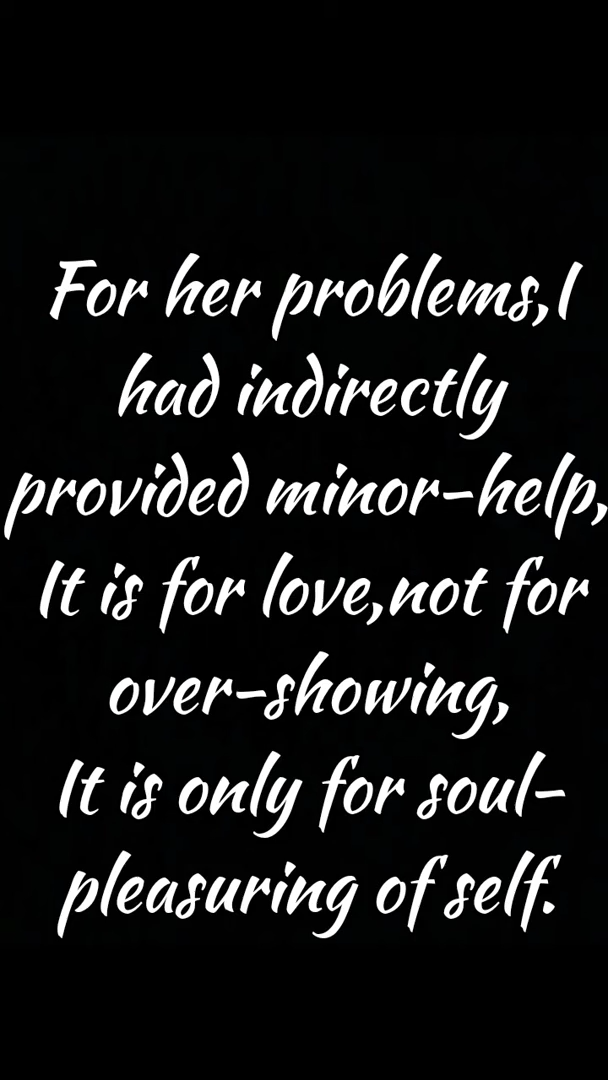 For her problems,I
had indirectly
provided minor-help,
It is for love,not for
over-showing,
It is only for soul-
pleasuring of self.